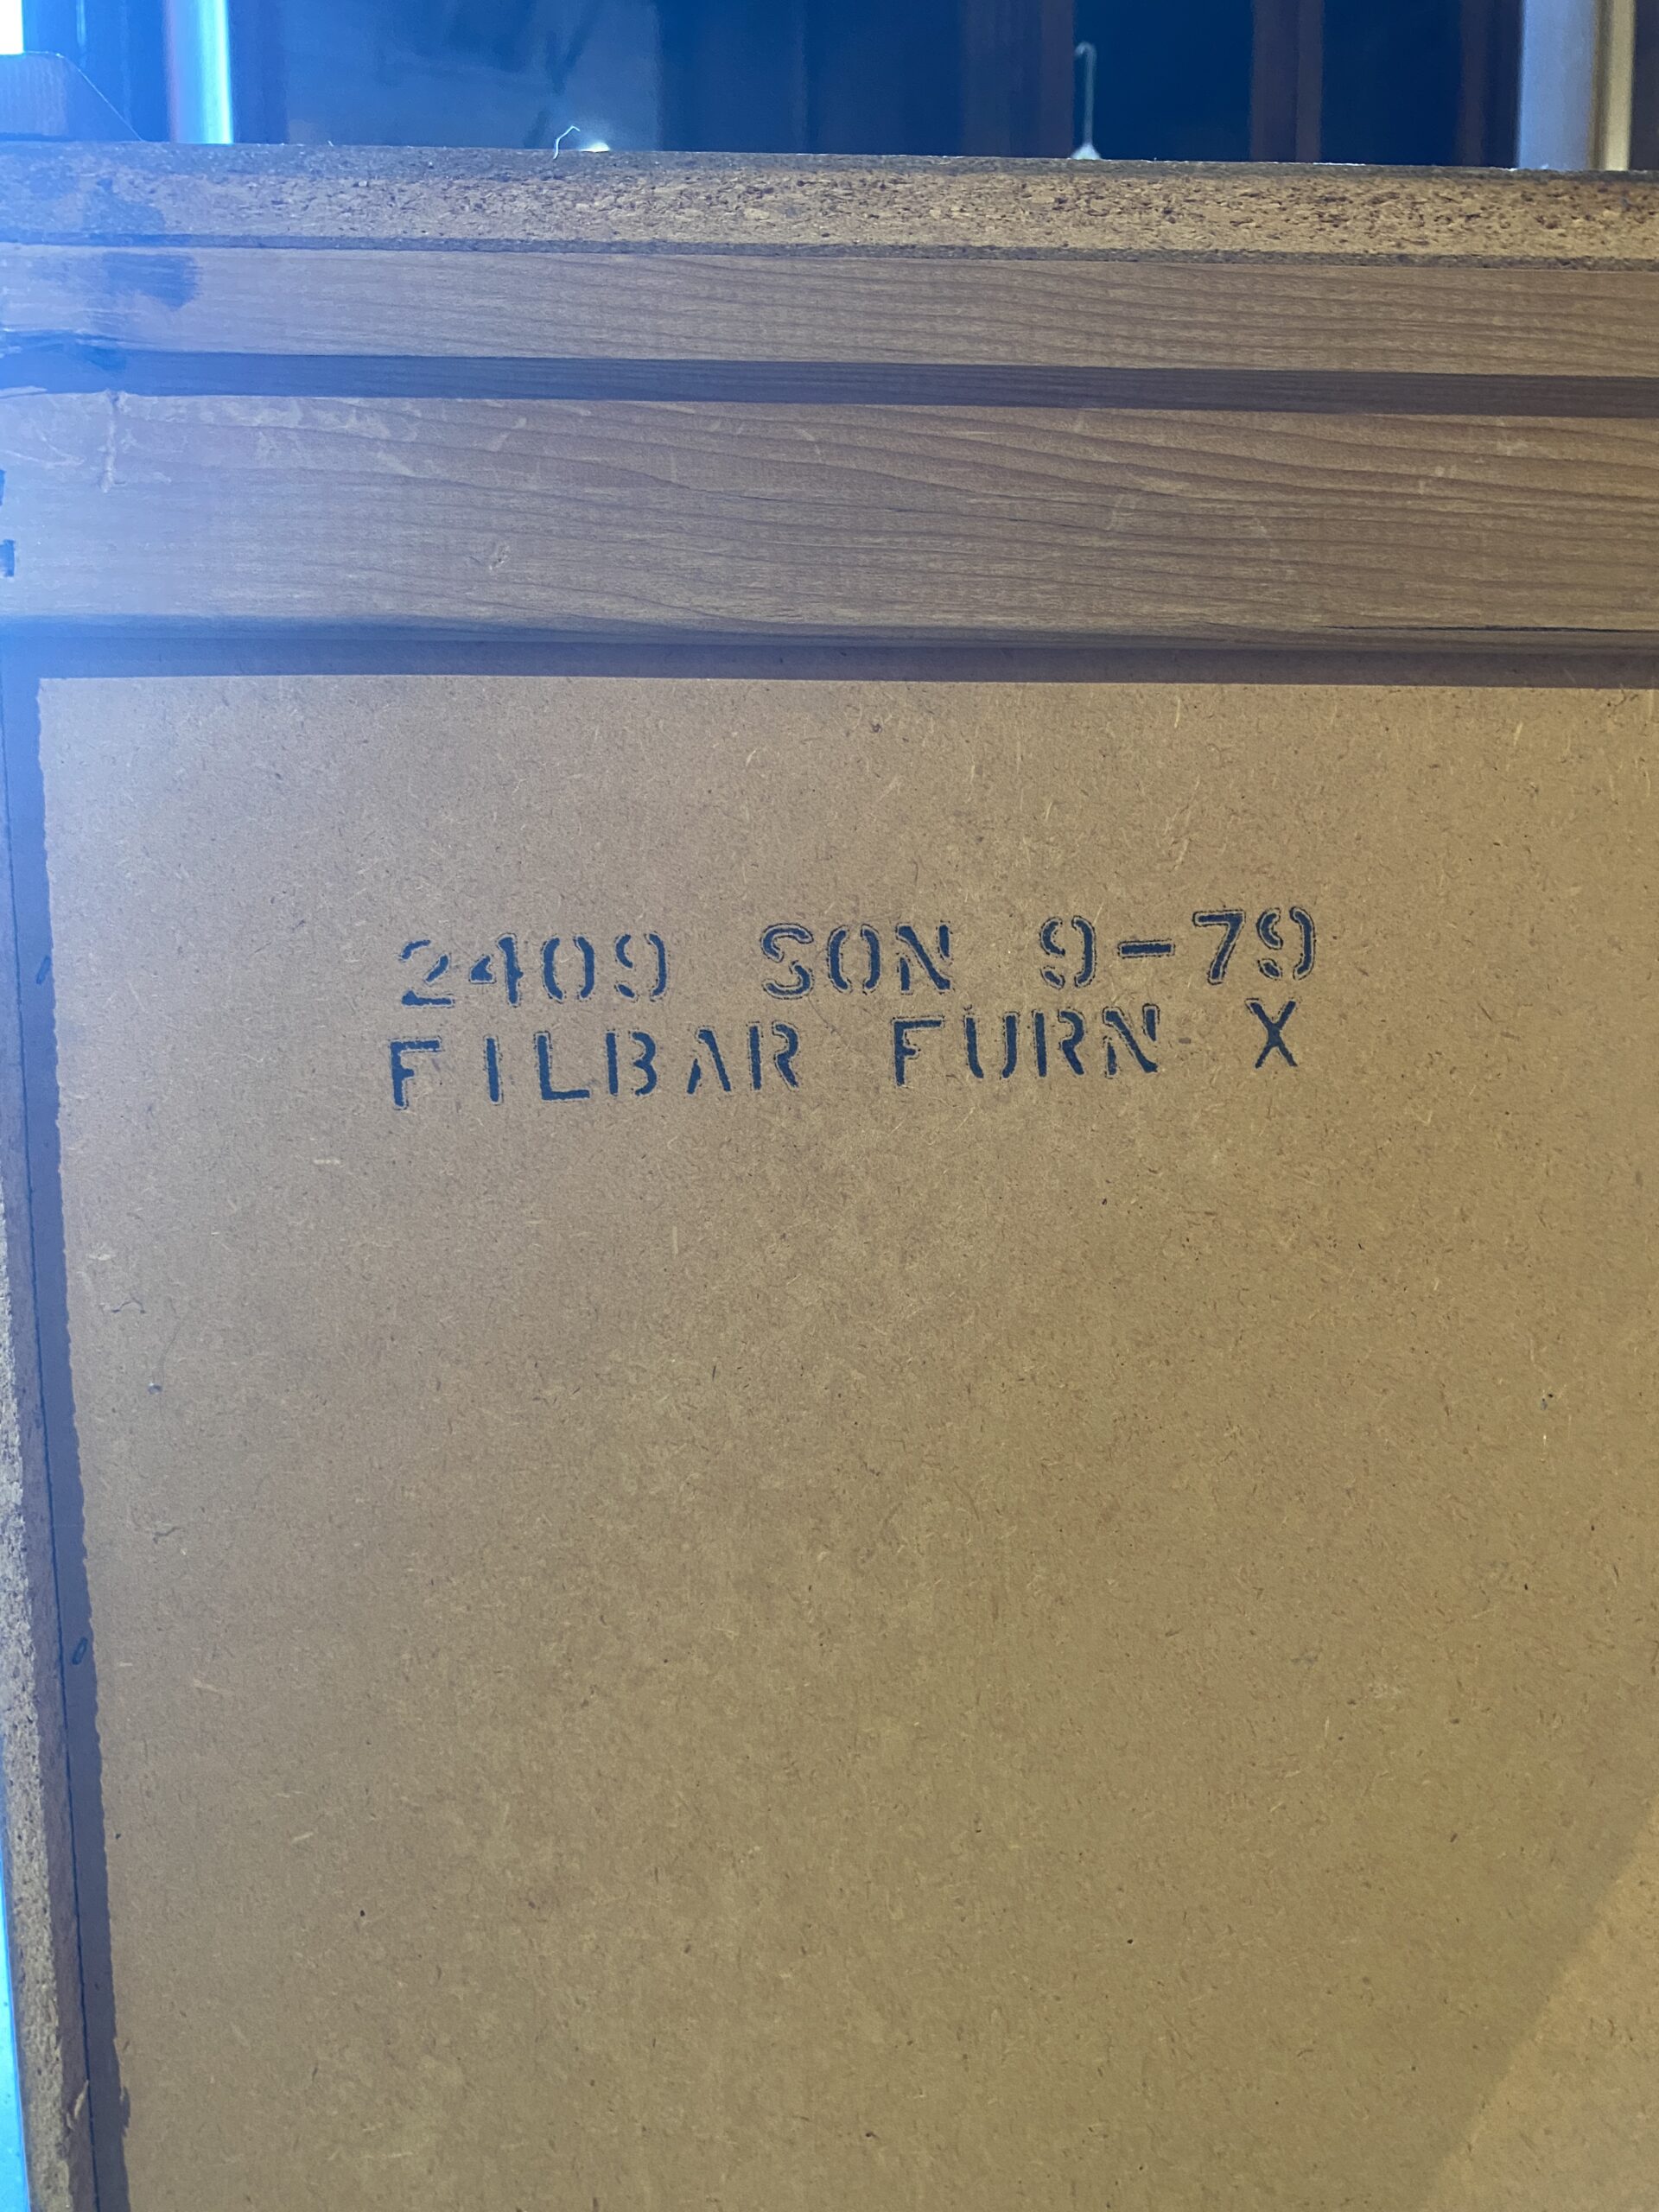 2409 SON 9-79
FILBAR FURN X